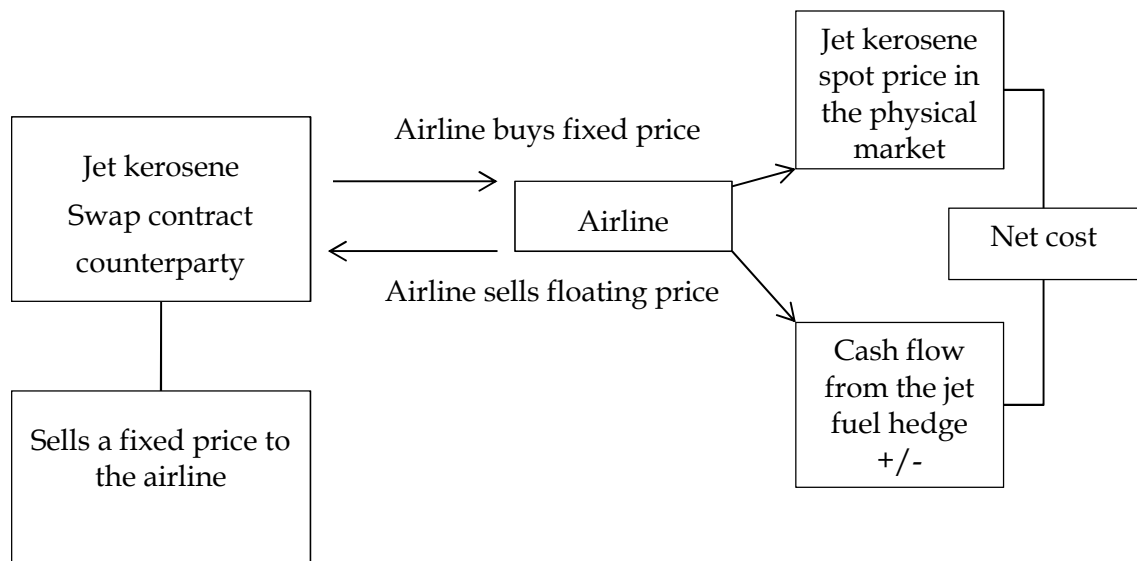 Jet kerosene
Swap contract
counterparty
Sells a fixed price to
the airline
Airline buys fixed price
Airline sells floating price
Airline
Jet kerosene
spot price in
the physical
market
Cash flow
from the jet
fuel hedge
+/-
Net cost